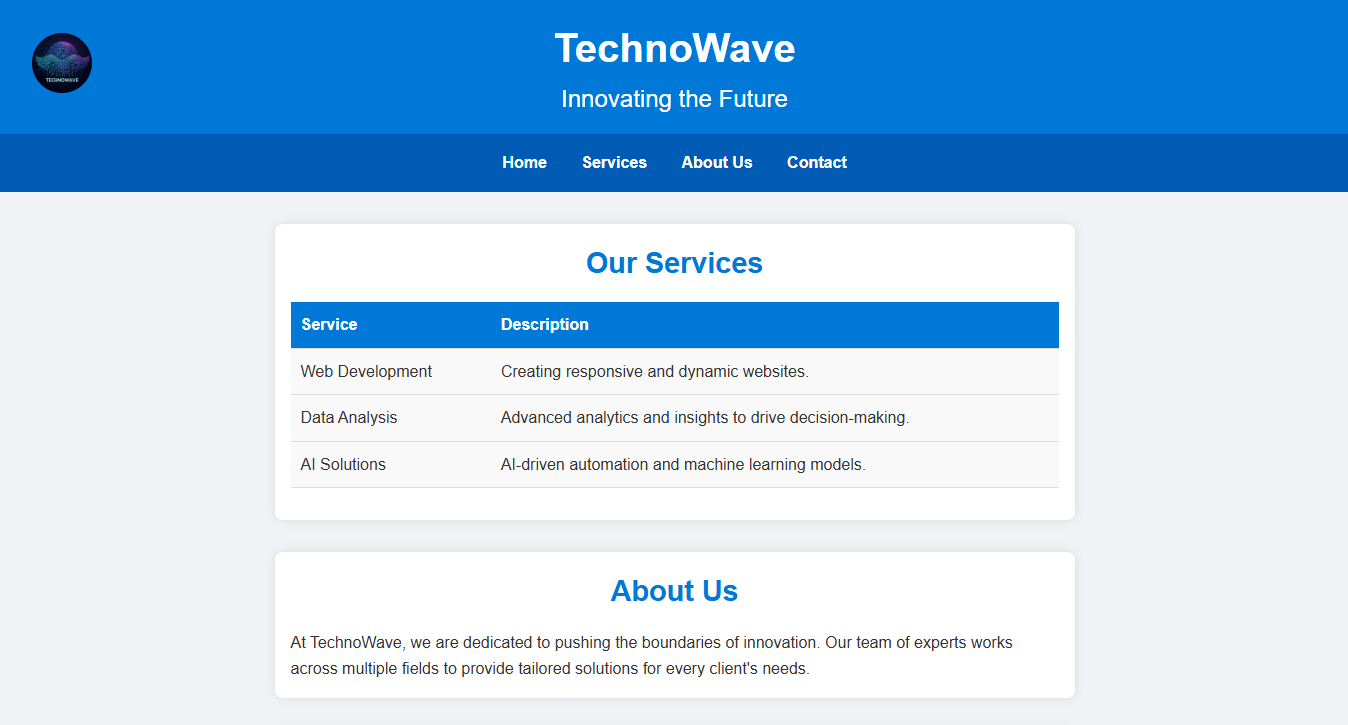 TECHNOWAVE
TechnoWave
Innovating the Future
Home Services About Us Contact
Our Services
Service Description
Web Development Creating responsive and dynamic websites.
Data Analysis Advanced analytics and insights to drive decision-making.
AI Solutions AI-driven automation and machine learning models.
About Us
At TechnoWave, we are dedicated to pushing the boundaries of innovation. Our team of experts works
across multiple fields to provide tailored solutions for every client's needs.